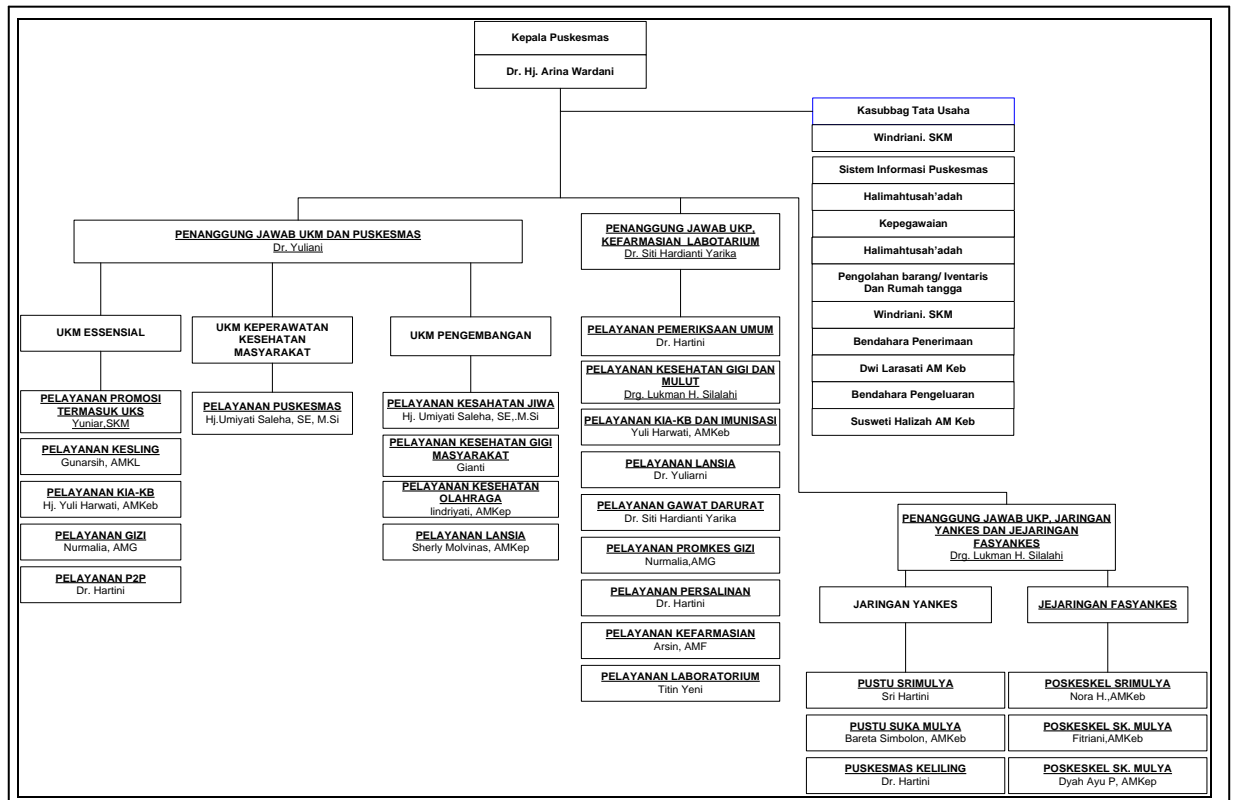 Kepala Puskesmas
Dr. Hj. Arina Wardani
Kasubbag Tata Usaha
Windriani. SKM
Sistem Informasi Puskesmas
Halimahtusah’adah
Kepegawaian
Halimahtusah’adah
Pengolahan barang/ Iventaris
Dan Rumah tangga
Windriani. SKM
Bendahara Penerimaan
Dwi Larasati AM Keb
Bendahara Pengeluaran
Susweti Halizah AM Keb
PENANGGUNG JAWAB UKM DAN PUSKESMAS
Dr. Yuliani
UKM ESSENSIAL
PELAYANAN PROMOSI
TERMASUK UKS
Yuniar,SKM
PELAYANAN KESLING
Gunarsih, AMKL
PELAYANAN KIA-KB
Hj. Yuli Harwati, AMKeb
PELAYANAN GIZI
Nurmalia, AMG
PELAYANAN P2P
Dr. Hartini
UKM KEPERAWATAN
KESEHATAN
MASYARAKAT
PELAYANAN PUSKESMAS
Hj.Umiyati Saleha, SE, M.Si
UKM PENGEMBANGAN
PELAYANAN KESAHATAN JIWA
Hj. Umiyati Saleha, SE,.M.Si
PELAYANAN KESEHATAN GIGI
MASYARAKAT
Gianti
PELAYANAN KESEHATAN
OLAHRAGA
Iindriyati, AMKep
PELAYANAN LANSIA
Sherly Molvinas, AMKep
PENANGGUNG JAWAB UKP,
KEFARMASIAN LABOTARIUM
Dr. Siti Hardianti Yarika
PELAYANAN PEMERIKSAAN UMUM
Dr. Hartini
PELAYANAN KESEHATAN GIGI DAN
MULUT
Drg. Lukman H. Silalahi
PELAYANAN KIA-KB DAN IMUNISASI
Yuli Harwati, AMKeb
PELAYANAN LANSIA
Dr. Yuliarni
PELAYANAN GAWAT DARURAT
Dr. Siti Hardianti Yarika
PELAYANAN PROMKES GIZI
Nurmalia,AMG
PELAYANAN PERSALINAN
Dr. Hartini
PELAYANAN KEFARMASIAN
Arsin, AMF
PELAYANAN LABORATORIUM
Titin Yeni
PENANGGUNG JAWAB UKP, JARINGAN
YANKES DAN JEJARINGAN
FASYANKES
Drg. Lukman H. Silalahi
JARINGAN YANKES
PUSTU SRIMULYA
Sri Hartini
PUSTU SUKA MULYA
Bareta Simbolon, AMKeb
PUSKESMAS KELILING
Dr. Hartini
JEJARINGAN FASYANKES
POSKESKEL SRIMULYA
Nora H.,AMKeb
POSKESKEL SK. MULYA
Fitriani,AMKeb
POSKESKEL SK. MULYA
Dyah Ayu P, AMKep